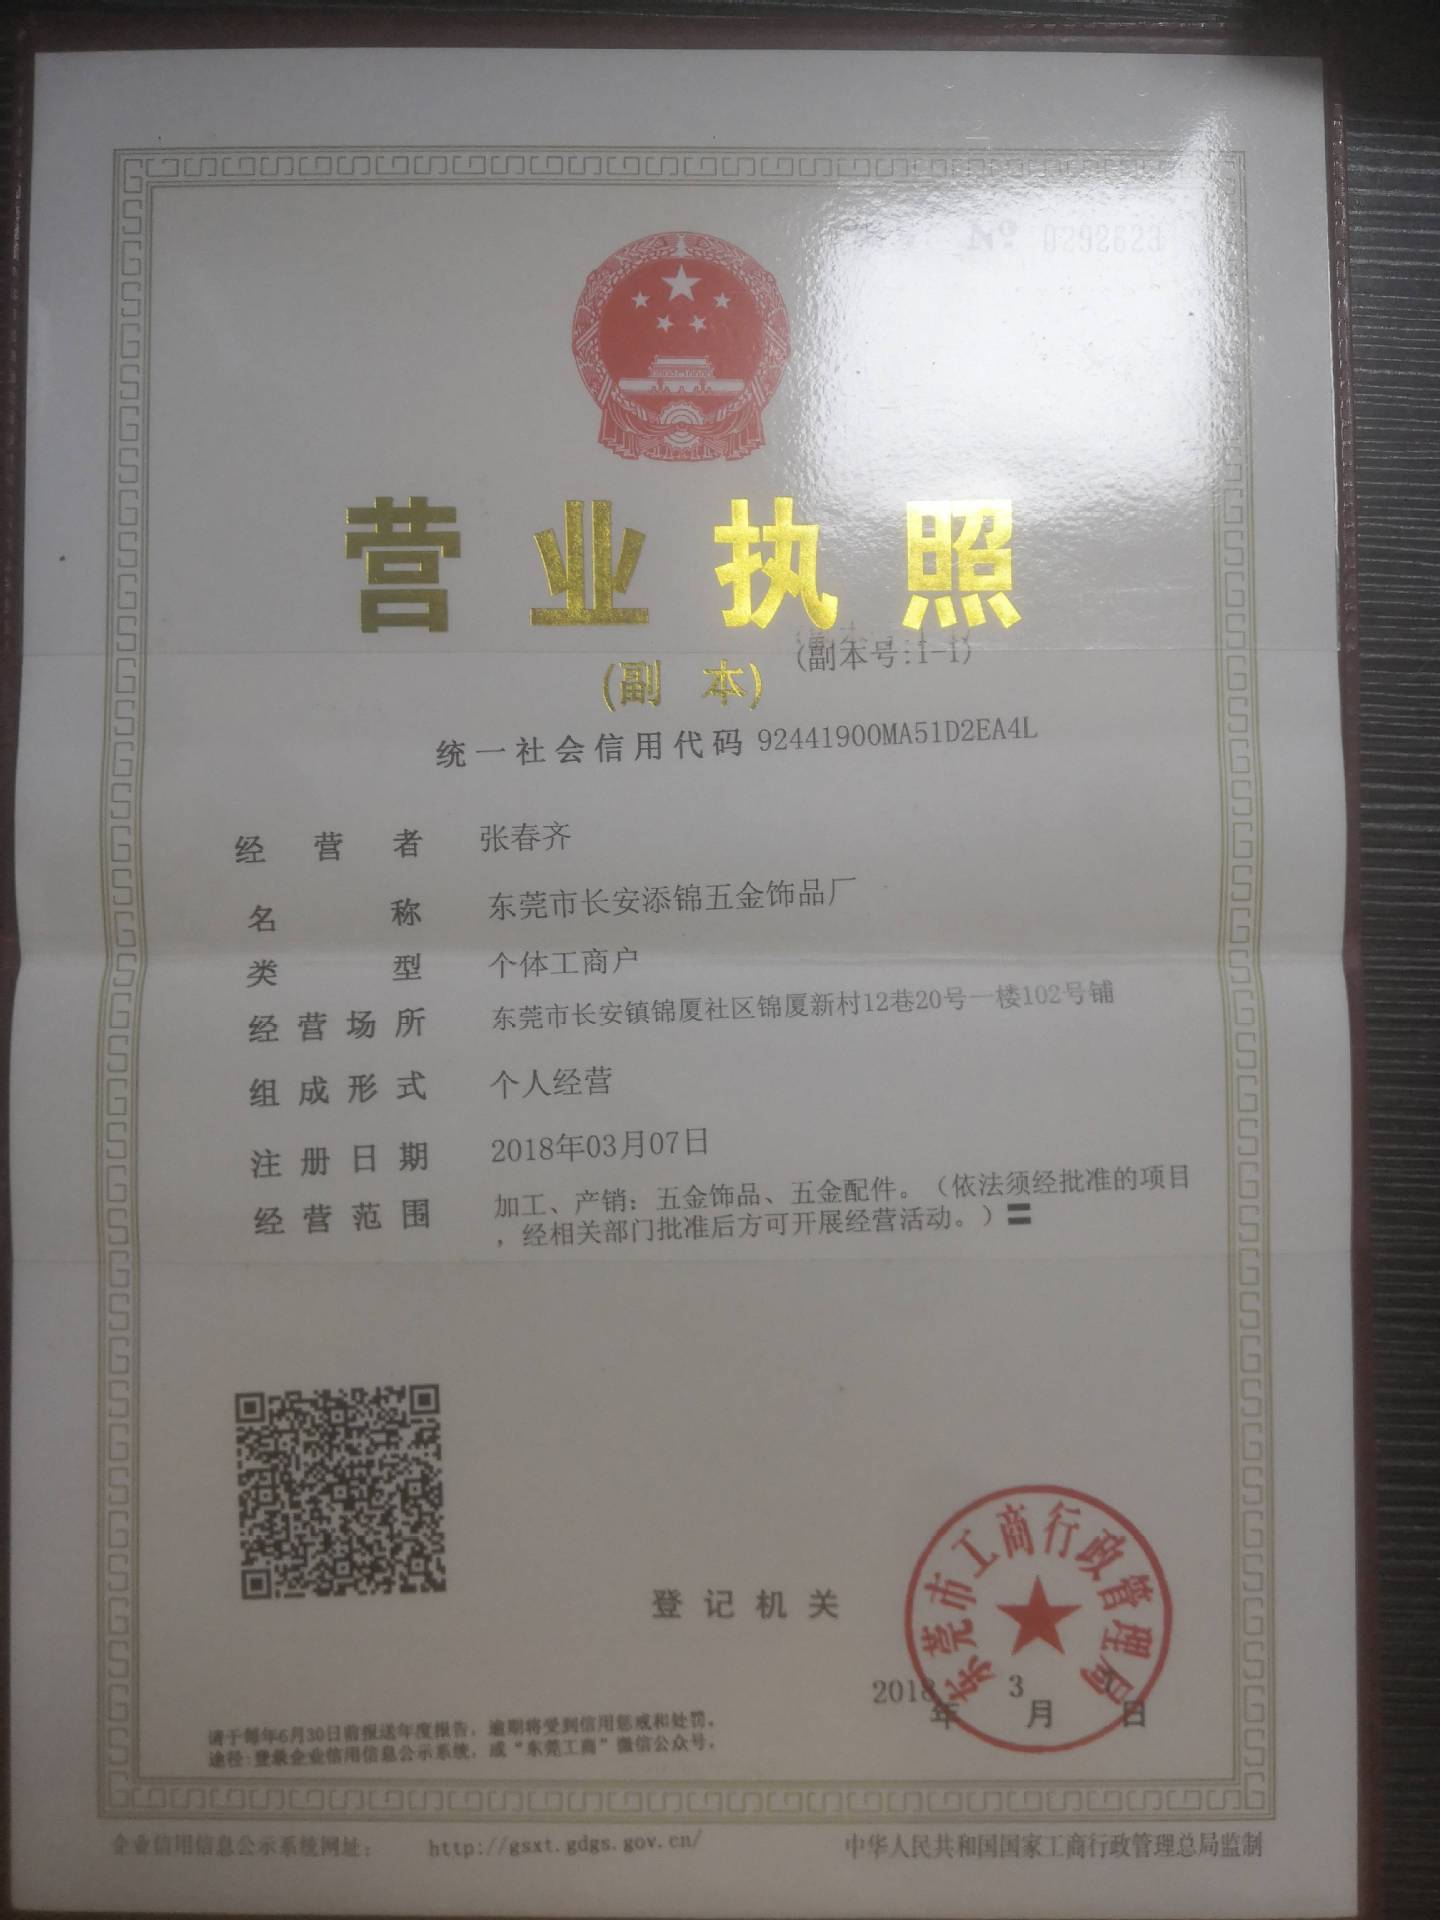 № 0292623
营业执照
(副本)
(副本号:1-1)
统一社会信用代码 92441900MA51D2EA4L
经营者 张春齐
名称 东莞市长安添锦五金饰品厂
类型 个体工商户
经营场所 东莞市长安镇锦厦社区锦厦新村12巷20号一楼102号铺
组成形式 个人经营
注册日期 2018年03月07日
经营范围 加工、产销：五金饰品、五金配件。（依法须经批准的项目
，经相关部门批准后方可开展经营活动。）〓
东莞市工商行政管理局
登记机关
2018年3月 日
请于每年6月30日前报送年度报告，逾期将受到信用惩戒和处罚。
途径:登录企业信用信息公示系统，或“东莞工商”微信公众号。
企业信用信息公示系统网址： http://gsxt.gdgs.gov.cn/ 中华人民共和国国家工商行政管理总局监制